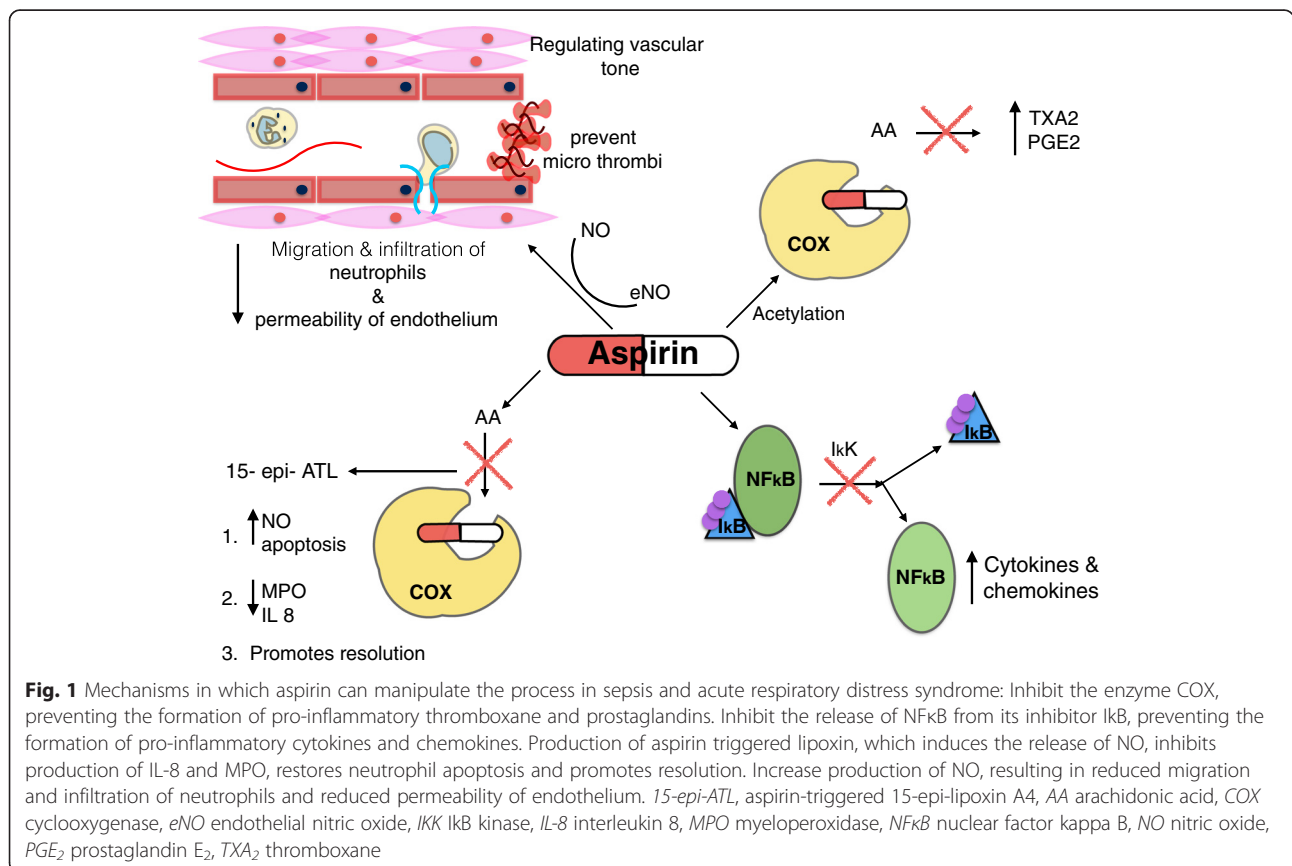 Regulating vascular
tone
prevent
micro thrombi
Migration & infiltration of
neutrophils
&
permeability of endothelium
NO
eNO
AA
TXA2
PGE2
COX
Acetylation
Aspirin
AA
15- epi- ATL
1. NO
apoptosis
2. MPO
IL 8
3. Promotes resolution
COX
NFκB
IκB
IκK
IκB
NFκB
Cytokines &
chemokines
Fig. 1 Mechanisms in which aspirin can manipulate the process in sepsis and acute respiratory distress syndrome: Inhibit the enzyme COX,
preventing the formation of pro-inflammatory thromboxane and prostaglandins. Inhibit the release of NFκB from its inhibitor IkB, preventing the
formation of pro-inflammatory cytokines and chemokines. Production of aspirin triggered lipoxin, which induces the release of NO, inhibits
production of IL-8 and MPO, restores neutrophil apoptosis and promotes resolution. Increase production of NO, resulting in reduced migration
and infiltration of neutrophils and reduced permeability of endothelium. 15-epi-ATL, aspirin-triggered 15-epi-lipoxin A4, AA arachidonic acid, COX
cyclooxygenase, eNO endothelial nitric oxide, IKK IkB kinase, IL-8 interleukin 8, MPO myeloperoxidase, NFκB nuclear factor kappa B, NO nitric oxide,
PGE₂ prostaglandin E₂, TXA₂ thromboxane